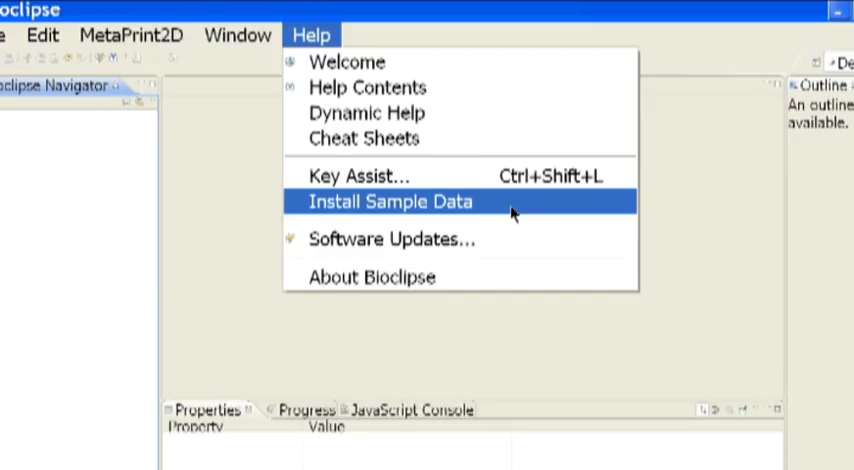 oclipse
e Edit MetaPrint2D Window Help
Welcome
Help Contents
Dynamic Help
Cheat Sheets
Key Assist... Ctrl+Shift+L
Install Sample Data
Software Updates...
About Bioclipse
De
oclipse Navigator
Outline
An outline
available.
Properties Progress JavaScript Console
Property Value